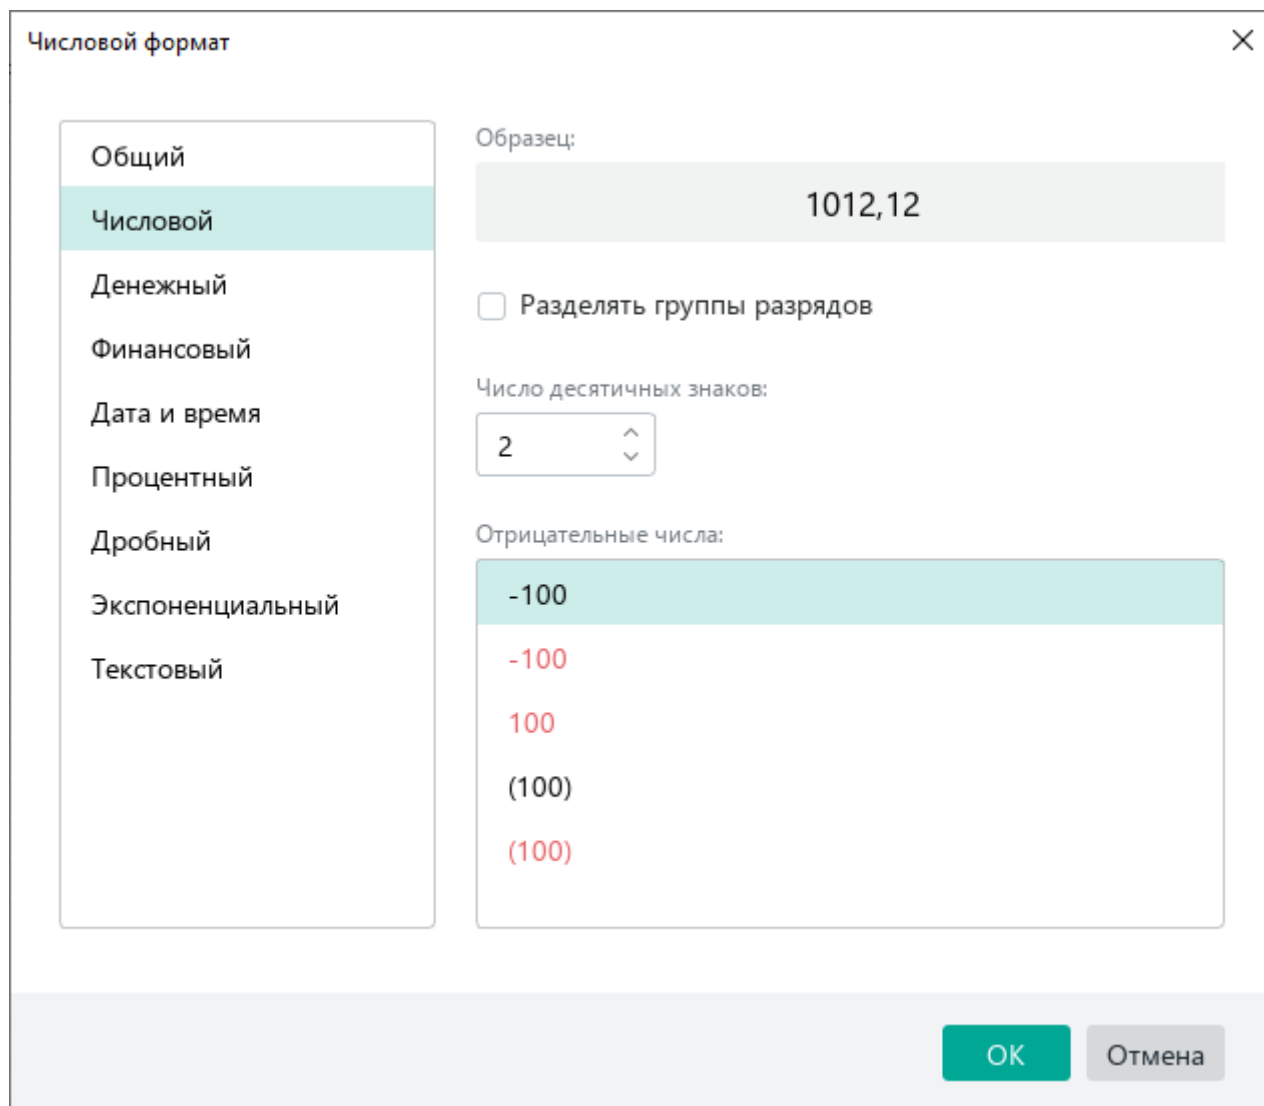 Числовой формат
Общий
Числовой
Денежный
Финансовый
Дата и время
Процентный
Дробный
Экспоненциальный
Текстовый
Образец:
1012,12
Разделять группы разрядов
Число десятичных знаков:
2
Отрицательные числа:
-100
-100
100
(100)
(100)
ОК
Отмена